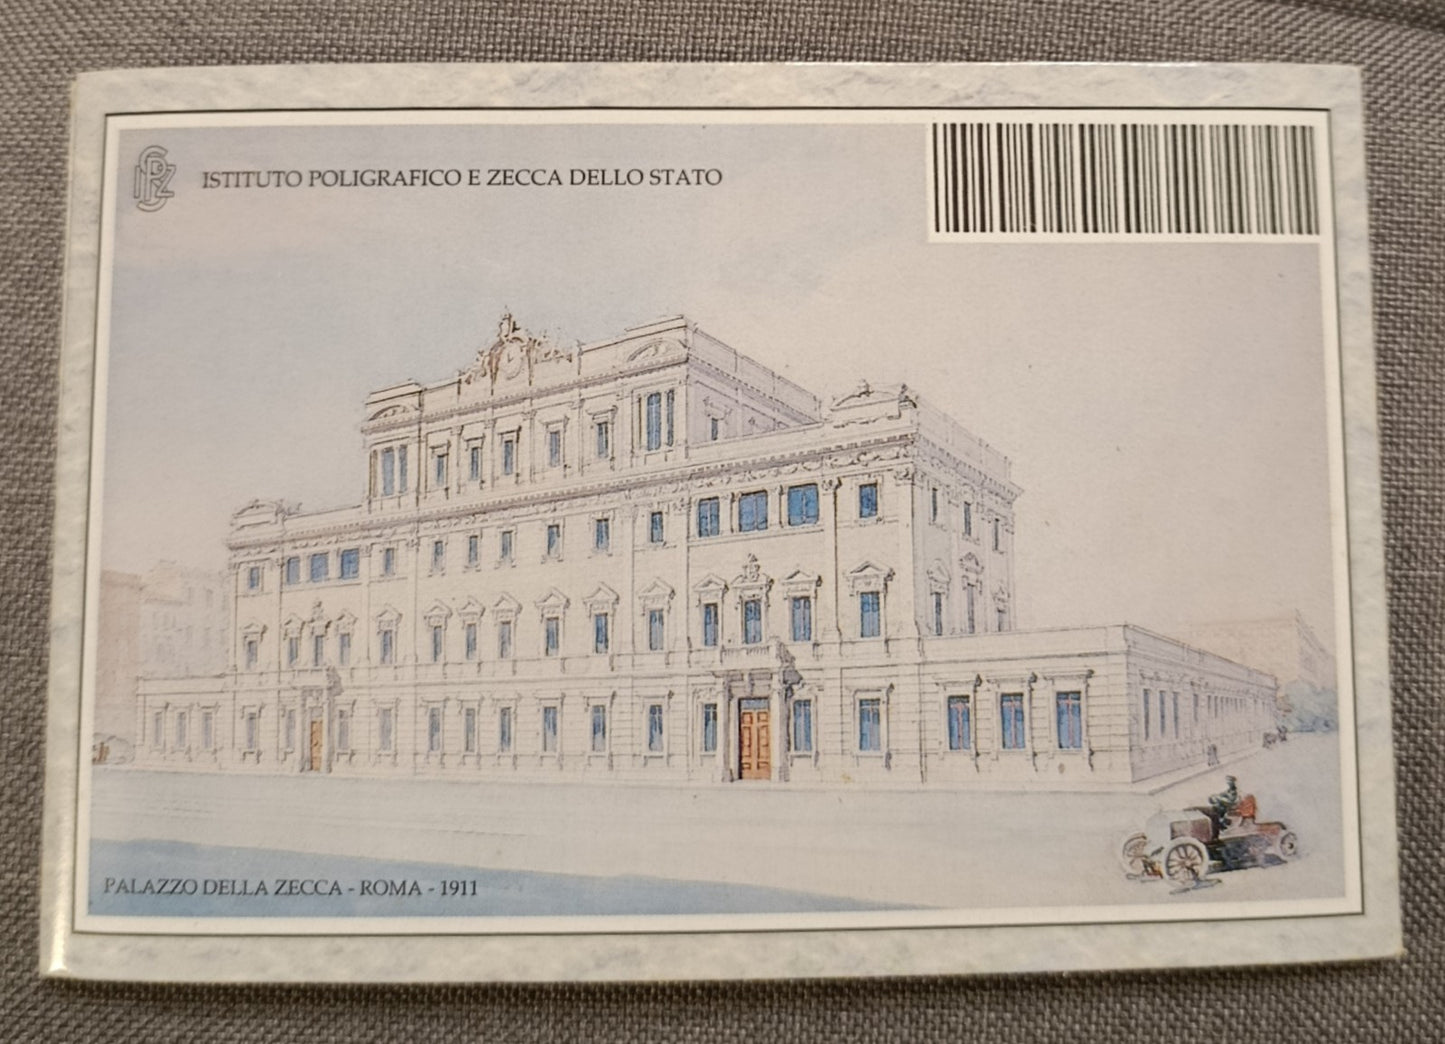 IPZS
ISTITUTO POLIGRAFICO E ZECCA DELLO STATO
PALAZZO DELLA ZECCA - ROMA - 1911